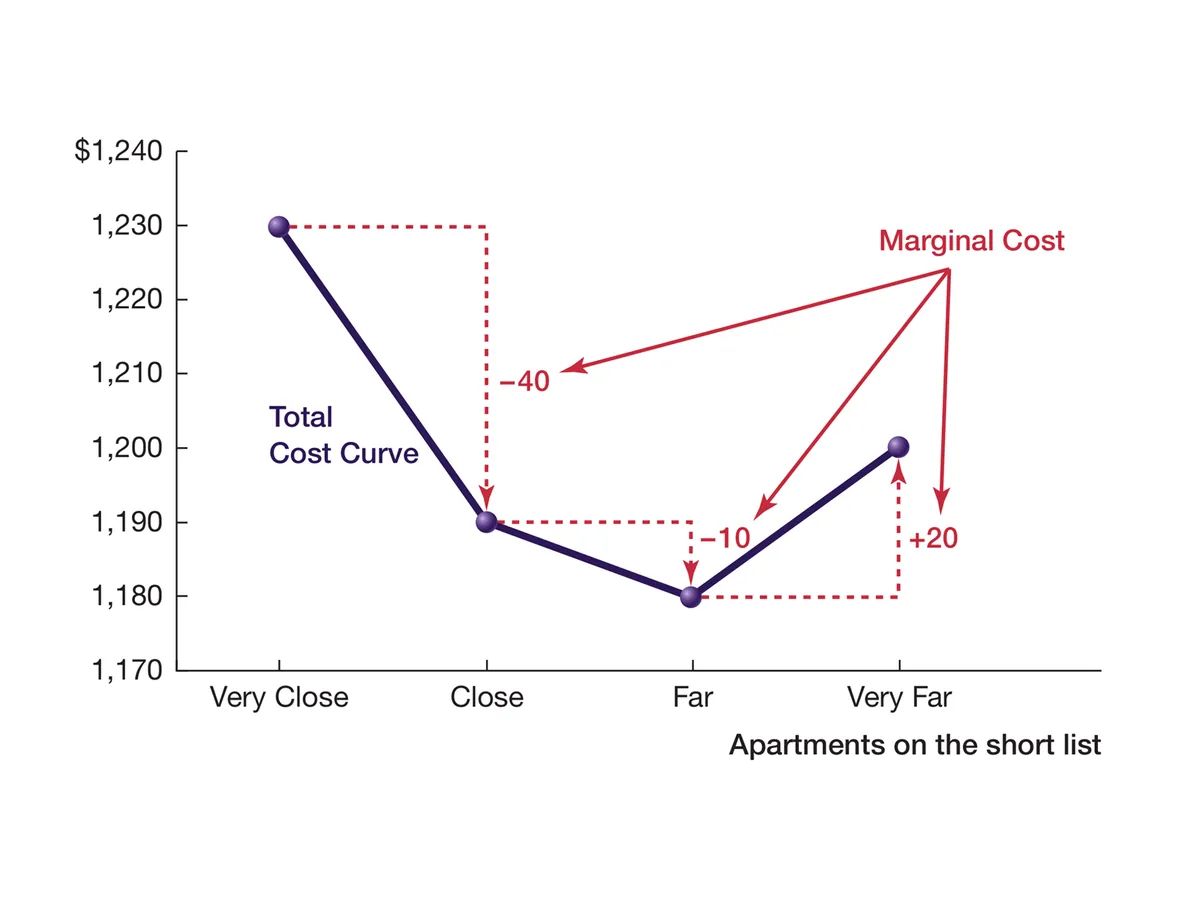 $1,240
1,230
1,220
1,210
1,200
1,190
1,180
1,170
Marginal Cost
–40
Total
Cost Curve
–10
+20
Very Close
Close
Far
Very Far
Apartments on the short list